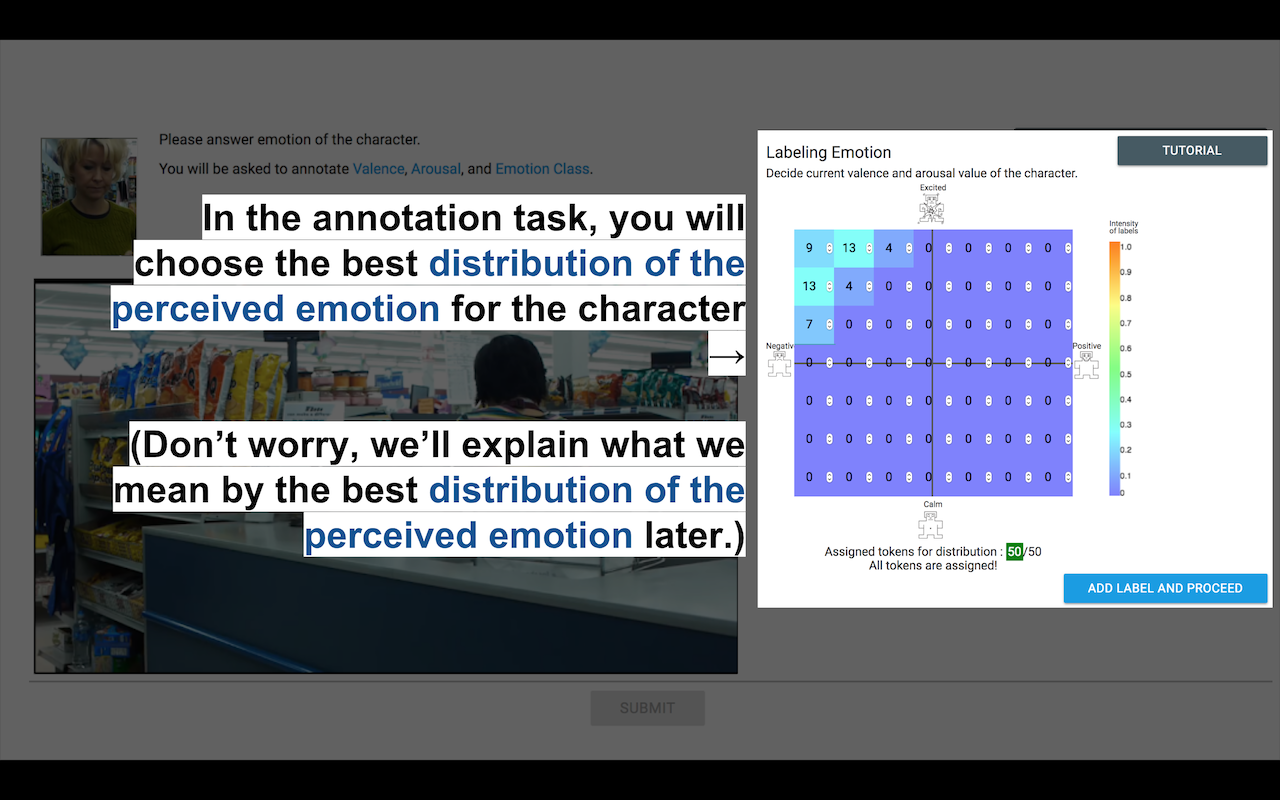 Please answer emotion of the character.
You will be asked to annotate Valence, Arousal, and Emotion Class.
In the annotation task, you will
choose the best distribution of the
perceived emotion for the character
→
(Don’t worry, we’ll explain what we
mean by the best distribution of the
perceived emotion later.)
SUBMIT
Labeling Emotion
TUTORIAL
Decide current valence and arousal value of the character.
Excited
9 13 4 0 0 0 0
13 4 0 0 0 0 0
7 0 0 0 0 0 0
Negativ
Positive
0 0 0 0 0 0 0
0 0 0 0 0 0 0
0 0 0 0 0 0 0
0 0 0 0 0 0 0
Calm
Intensity
of labels
1.0
0.9
0.8
0.7
0.6
0.5
0.4
0.3
0.2
0.1
0
Assigned tokens for distribution : 50/50
All tokens are assigned!
ADD LABEL AND PROCEED